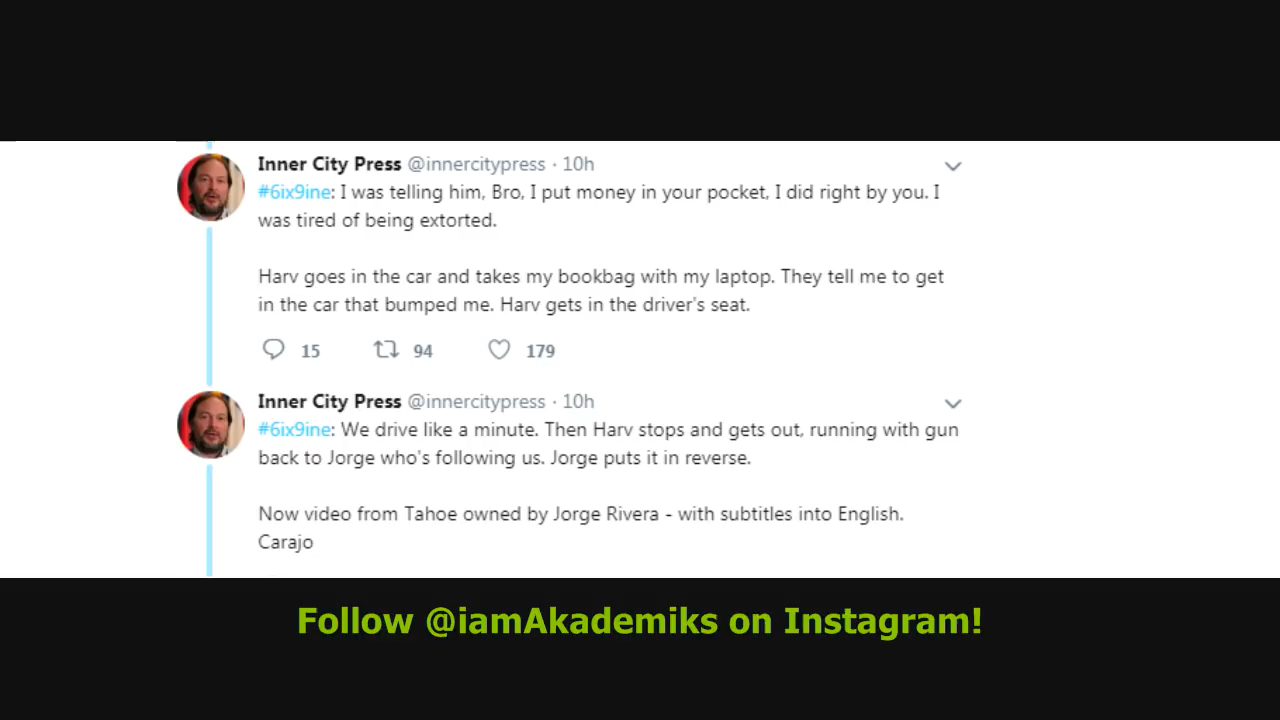 Inner City Press @innercitypress · 10h
#6ix9ine: I was telling him, Bro, I put money in your pocket, I did right by you. I
was tired of being extorted.
Harv goes in the car and takes my bookbag with my laptop. They tell me to get
in the car that bumped me. Harv gets in the driver's seat.
15 94 179
Inner City Press @innercitypress · 10h
#6ix9ine: We drive like a minute. Then Harv stops and gets out, running with gun
back to Jorge who's following us. Jorge puts it in reverse.
Now video from Tahoe owned by Jorge Rivera - with subtitles into English.
Carajo
Follow @iamAkademiks on Instagram!